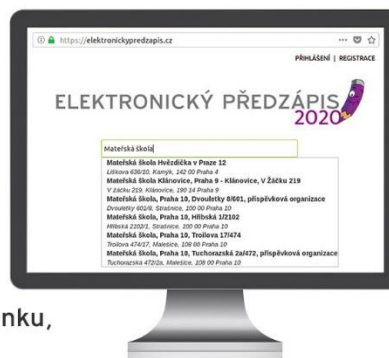 https://elektronickypredzapis.cz
PŘIHLÁŠENÍ | REGISTRACE
ELEKTRONICKÝ PŘEDZÁPIS
2020
Mateřská škola
Mateřská škola Hvězdička v Praze 12
Liškova 636/10, Kamýk, 142 00 Praha 4
Mateřská škola Klánovice, Praha 9 - Klánovice, V Žáčku 219
V žáčku 219, Klánovice, 190 14 Praha 9
Mateřská škola, Praha 10, Dvouletky 8/601, příspěvková organizace
Dvouletky 601/8, Strašnice, 100 00 Praha 10
Mateřská škola, Praha 10, Hřibská 1/2102
Hřibská 2102/1, Strašnice, 100 00 Praha 10
Mateřská škola, Praha 10, Troilova 17/474
Troilova 474/17, Malešice, 108 00 Praha 10
Mateřská škola, Praha 10, Tuchorazská 2a/472, příspěvková organizace
Tuchorazská 472/2a, Malešice, 108 00 Praha 10
nku,